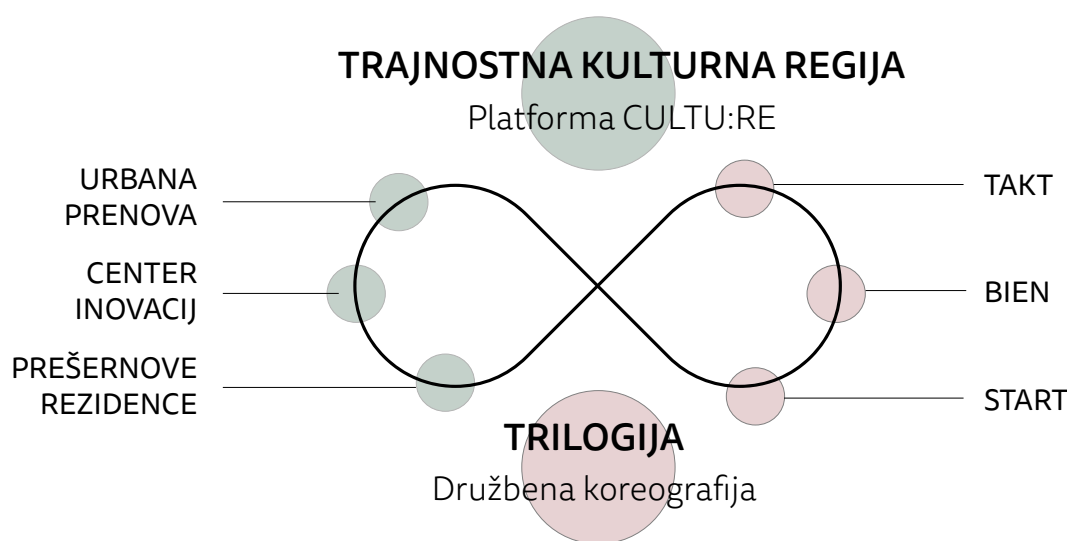 TRAJNOSTNA KULTURNA REGIJA
Platforma CULTU:RE
URBANA
PRENOVA
CENTER
INOVACIJ
PREŠERNOVE
REZIDENCE
TAKT
BIEN
START
TRILOGIJA
Družbena koreografija